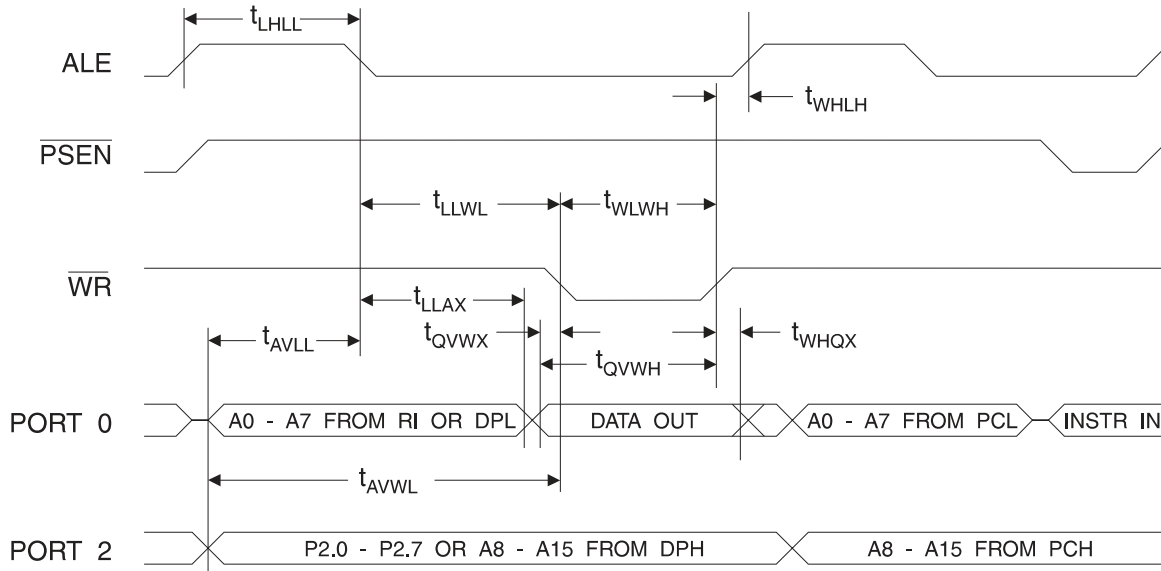 tLHLL
ALE
tWHLH
PSEN
tLLWL
tWLWH
WR
tLLAX
tAVLL
tQVWX
tWHQX
tQVWH
PORT 0
A0 - A7 FROM RI OR DPL
DATA OUT
A0 - A7 FROM PCL
INSTR IN
tAVWL
PORT 2
P2.0 - P2.7 OR A8 - A15 FROM DPH
A8 - A15 FROM PCH